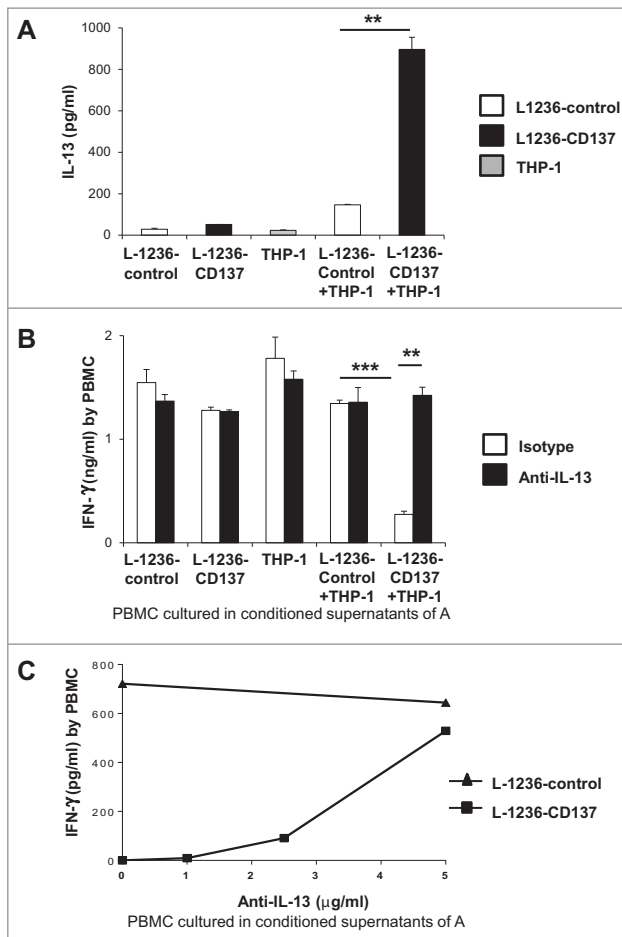 A
IL-13 (pg/ml)
1000
800
600
400
200
0
**
L-1236-
control
L-1236-
CD137
THP-1
L-1236-
Control
+THP-1
L-1236-
CD137
+THP-1
L1236-control
L1236-CD137
THP-1
B
IFN-γ(ng/ml) by PBMC
2
1
0
***
**
L-1236-
control
L-1236-
CD137
THP-1
L-1236-
Control
+THP-1
L-1236-
CD137
+THP-1
PBMC cultured in conditioned supernatants of A
Isotype
Anti-IL-13
C
IFN-γ(pg/ml) by PBMC
800
600
400
200
0
0 1 2 3 4 5
Anti-IL-13 (μg/ml)
PBMC cultured in conditioned supernatants of A
L-1236-control
L-1236-CD137